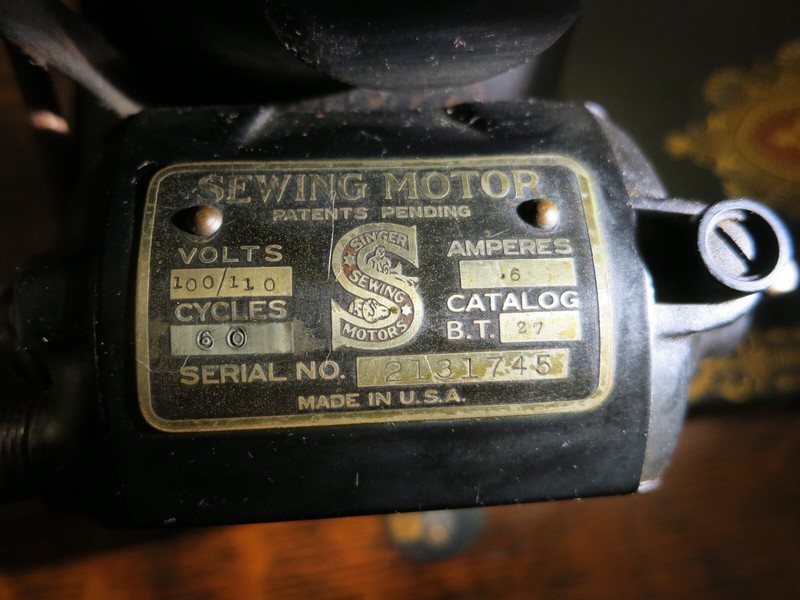 SEWING MOTOR
PATENTS PENDING
VOLTS
100/110
CYCLES
60
SINGER
SEWING
MOTORS
AMPERES
.6
CATALOG
B.T. 27
SERIAL NO. 2131745
MADE IN U.S.A.